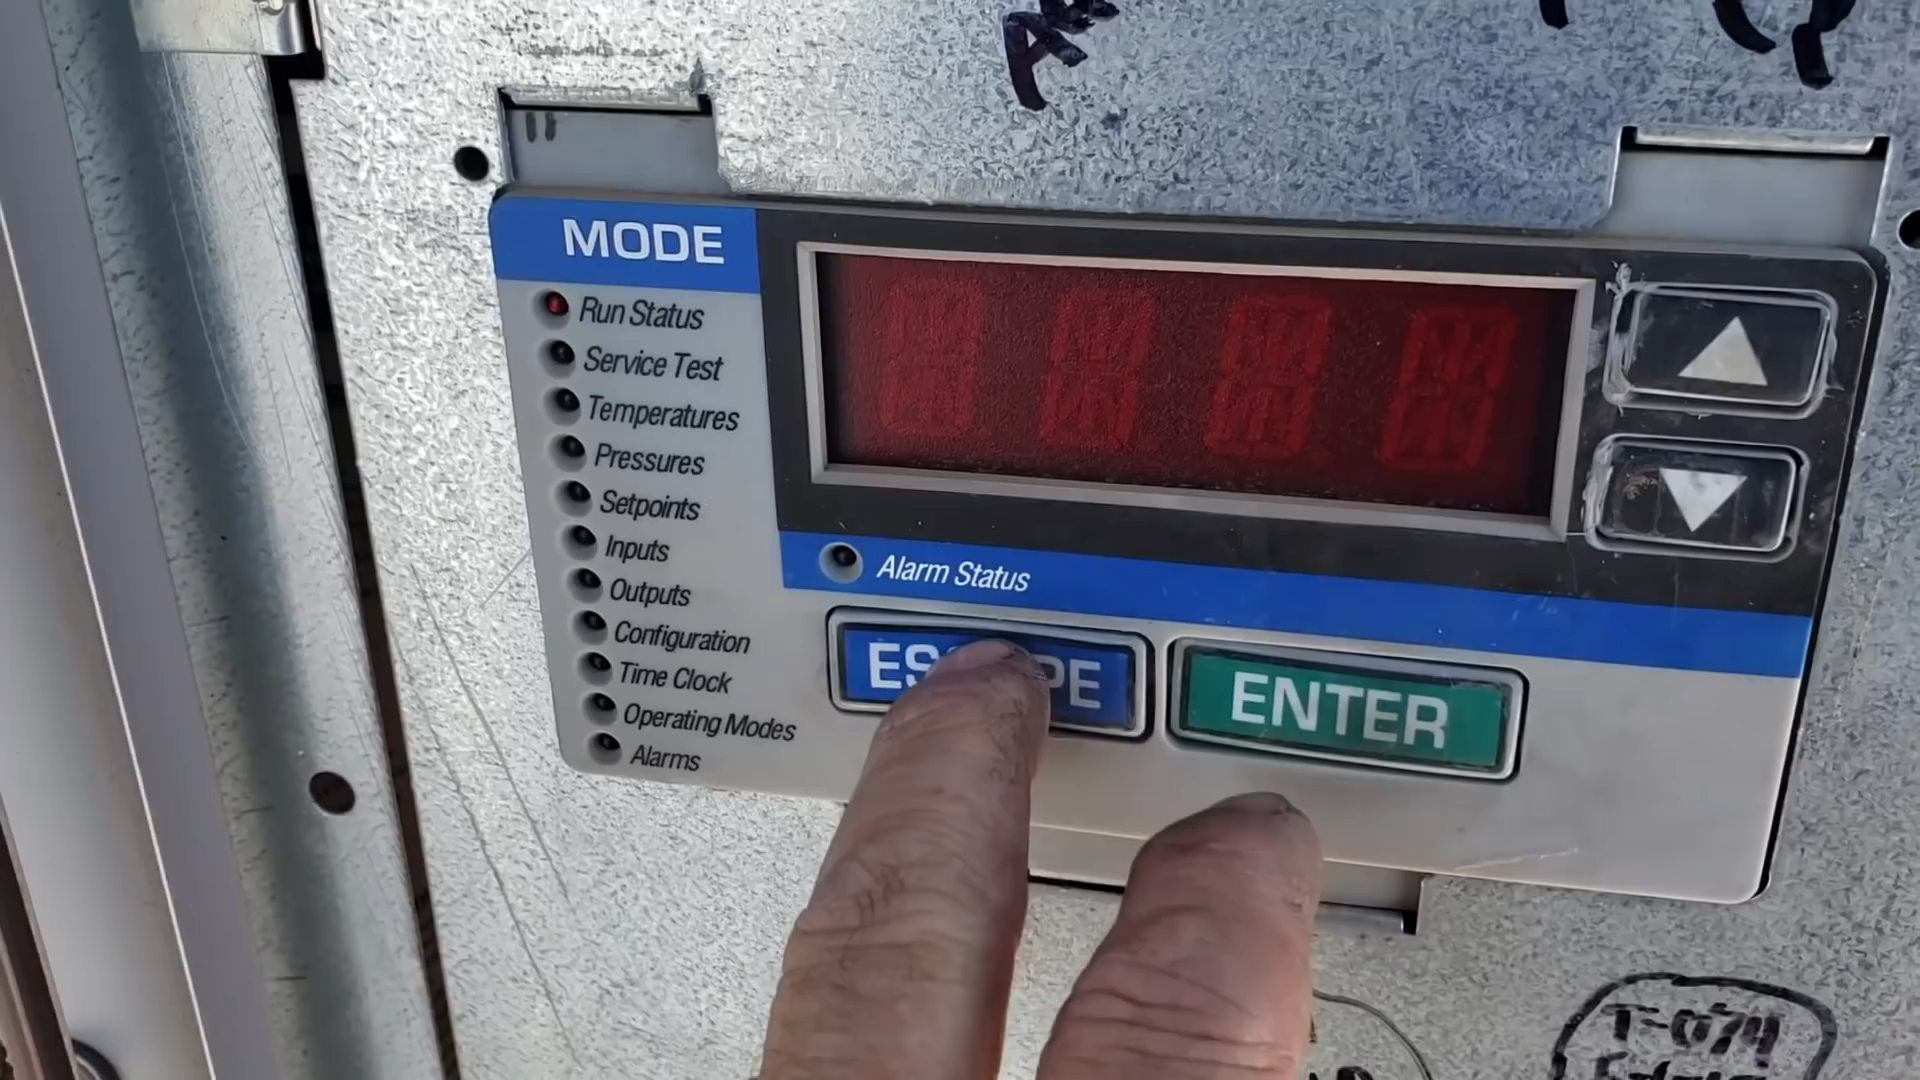 MODE
Run Status
Service Test
Temperatures
Pressures
Setpoints
Inputs
Outputs
Configuration
Time Clock
Operating Modes
Alarms
Alarm Status
ENTER
T-074